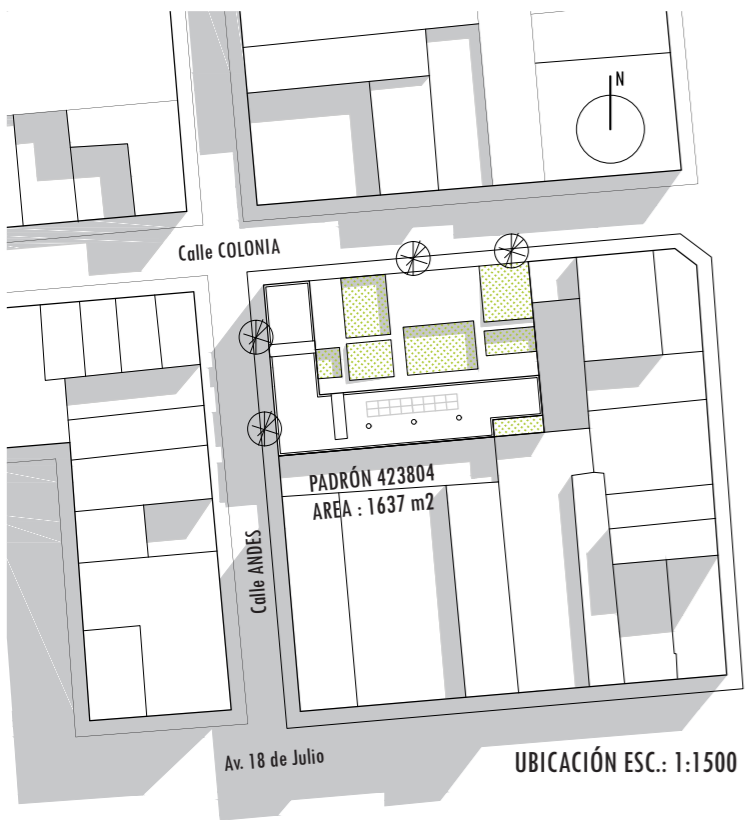 N
Calle COLONIA
PADRÓN 423804
AREA : 1637 m2
Calle ANDES
Av. 18 de Julio
UBICACIÓN ESC.: 1:1500